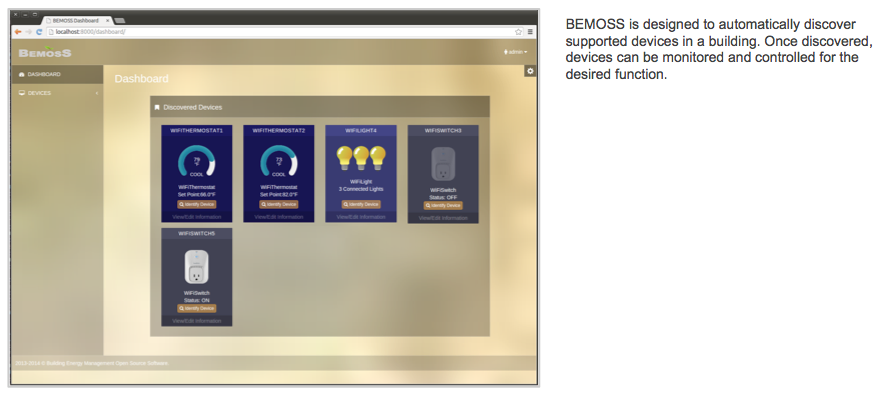 BEMOSS Dashboard
localhost:8000/dashboard/
BEMOSS
admin
DASHBOARD
DEVICES
Dashboard
Discovered Devices
WIFITHERMOSTAT1
79
°F
COOL
WiFiThermostat
Set Point:66.0°F
Identify Device
View/Edit Information
WIFITHERMOSTAT2
73
°F
COOL
WiFiThermostat
Set Point:82.0°F
Identify Device
View/Edit Information
WIFILIGHT4
WiFiLight
3 Connected Lights
Identify Device
View/Edit Information
WIFISWITCH3
WiFiSwitch
Status: OFF
Identify Device
View/Edit Information
WIFISWITCH5
WiFiSwitch
Status: ON
Identify Device
View/Edit Information
2013-2014 © Building Energy Management Open Source Software
BEMOSS is designed to automatically discover
supported devices in a building. Once discovered,
devices can be monitored and controlled for the
desired function.